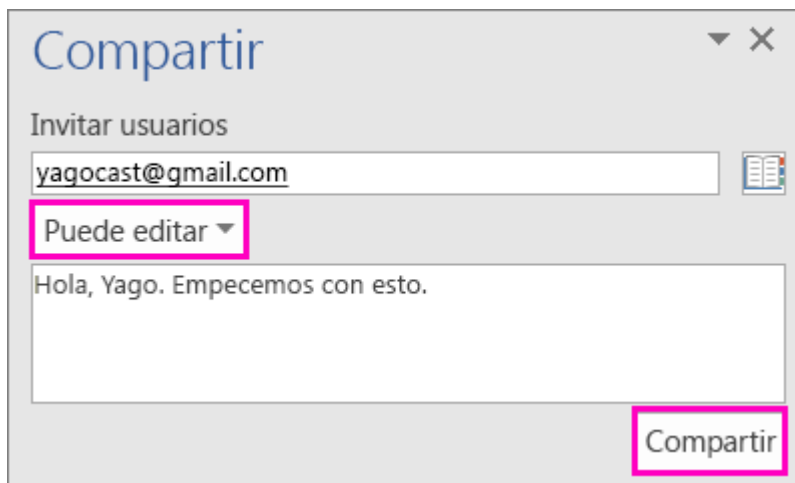 Compartir
Invitar usuarios
yagocast@gmail.com
Puede editar
Hola, Yago. Empecemos con esto.
Compartir